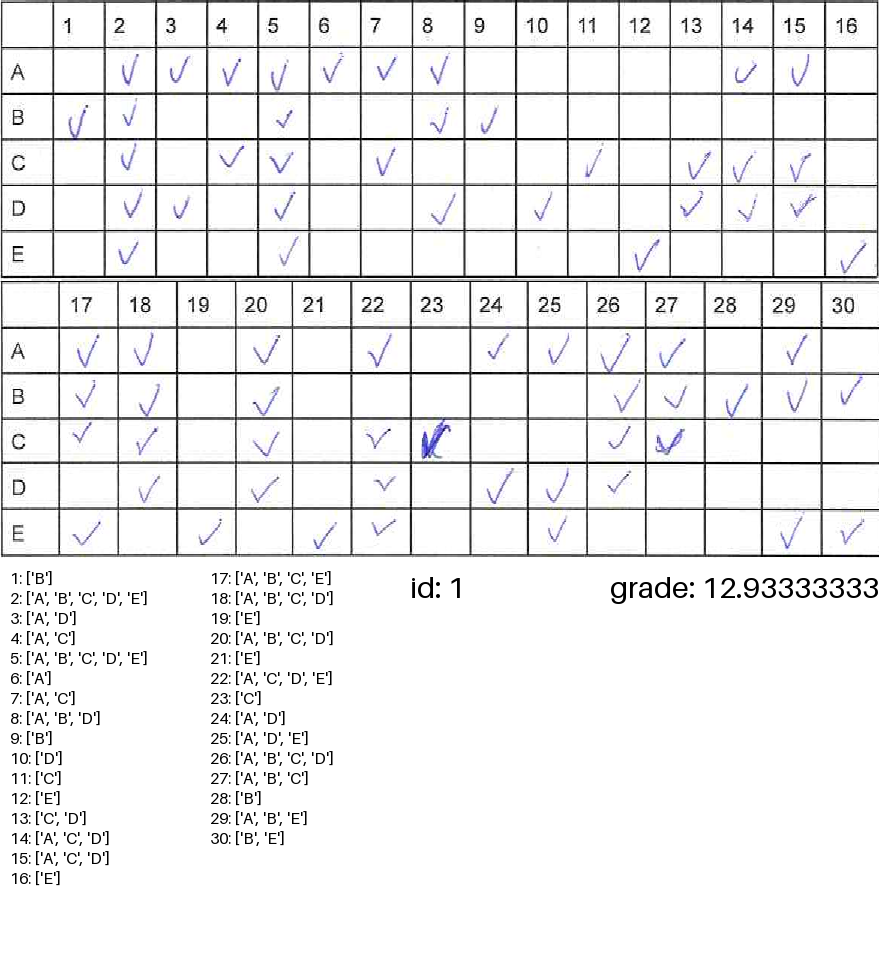 1 2 3 4 5 6 7 8 9 10 11 12 13 14 15 16
A
B
C
D
E
17 18 19 20 21 22 23 24 25 26 27 28 29 30
A
B
C
D
E
1: ['B']
2: ['A', 'B', 'C', 'D', 'E']
3: ['A', 'D']
4: ['A', 'C']
5: ['A', 'B', 'C', 'D', 'E']
6: ['A']
7: ['A', 'C']
8: ['A', 'B', 'D']
9: ['B']
10: ['D']
11: ['C']
12: ['E']
13: ['C', 'D']
14: ['A', 'C', 'D']
15: ['A', 'C', 'D']
16: ['E']
17: ['A', 'B', 'C', 'E']
18: ['A', 'B', 'C', 'D']
19: ['E']
20: ['A', 'B', 'C', 'D']
21: ['E']
22: ['A', 'C', 'D', 'E']
23: ['C']
24: ['A', 'D']
25: ['A', 'D', 'E']
26: ['A', 'B', 'C', 'D']
27: ['A', 'B', 'C']
28: ['B']
29: ['A', 'B', 'E']
30: ['B', 'E']
id: 1
grade: 12.93333333